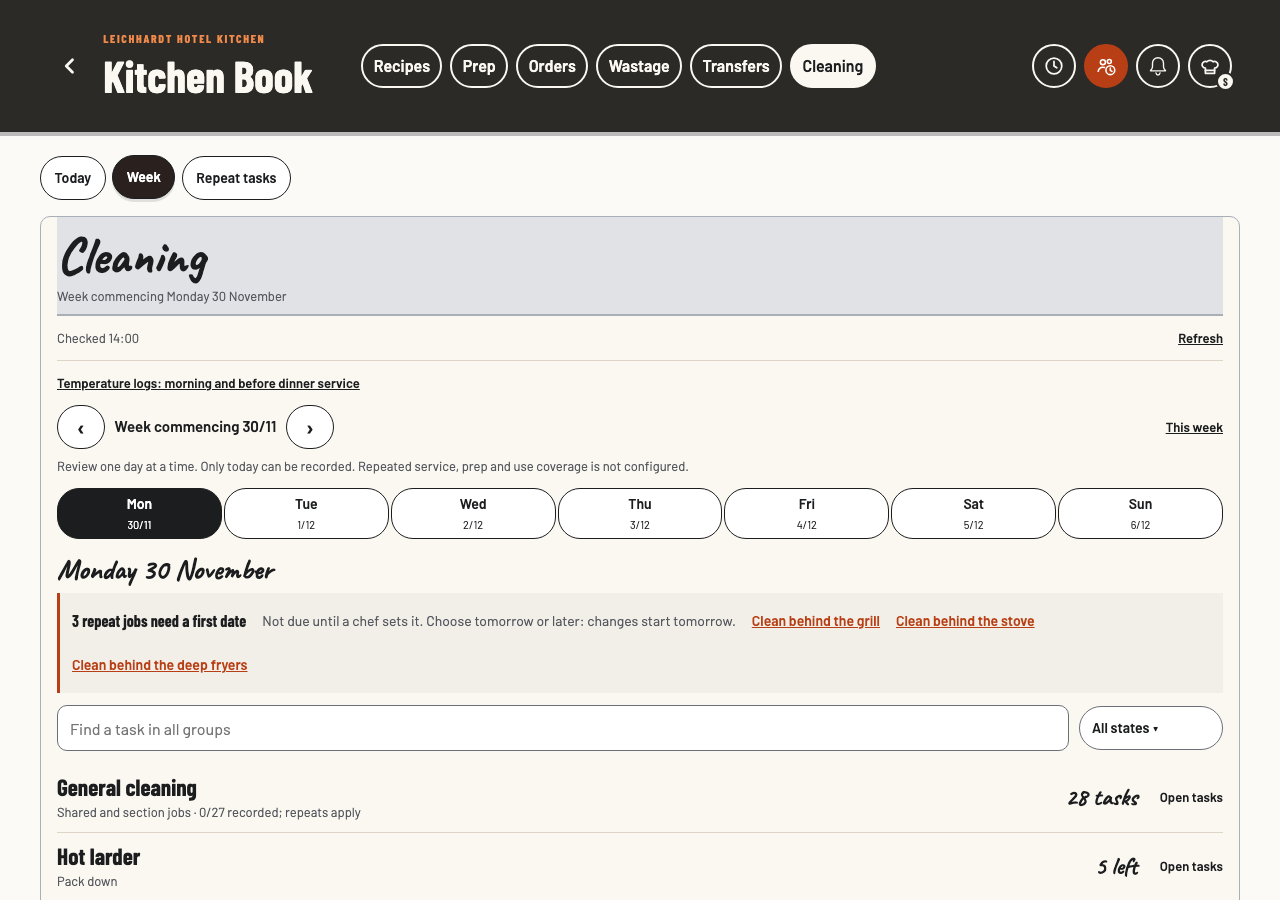 LEICHHARDT HOTEL KITCHEN
Kitchen Book
Recipes Prep Orders Wastage Transfers Cleaning
S
Today Week Repeat tasks
Cleaning
Week commencing Monday 30 November
Checked 14:00 Refresh
Temperature logs: morning and before dinner service
‹ Week commencing 30/11 › This week
Review one day at a time. Only today can be recorded. Repeated service, prep and use coverage is not configured.
Mon Tue Wed Thu Fri Sat Sun
30/11 1/12 2/12 3/12 4/12 5/12 6/12
Monday 30 November
3 repeat jobs need a first date Not due until a chef sets it. Choose tomorrow or later: changes start tomorrow. Clean behind the grill Clean behind the stove
Clean behind the deep fryers
Find a task in all groups All states ▾
General cleaning 28 tasks Open tasks
Shared and section jobs · 0/27 recorded; repeats apply
Hot larder 5 left Open tasks
Pack down